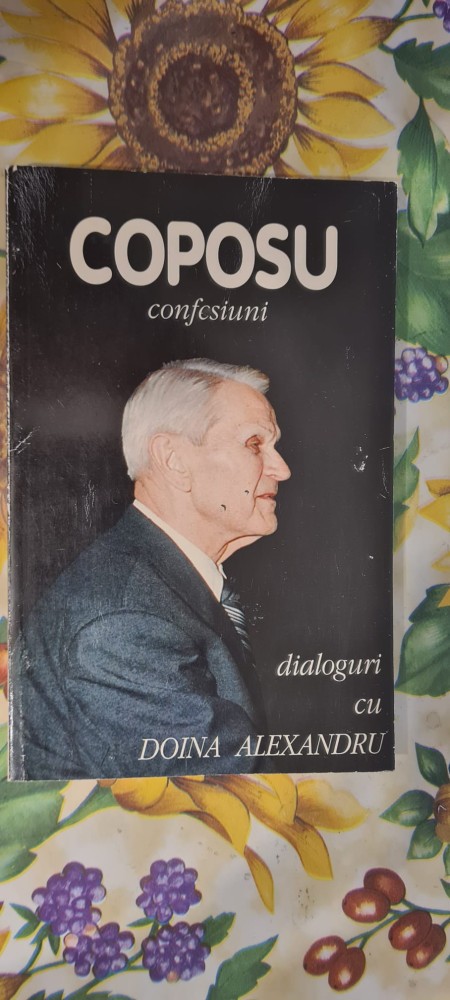 COPOSU
confesiuni
dialoguri
cu
DOINA ALEXANDRU